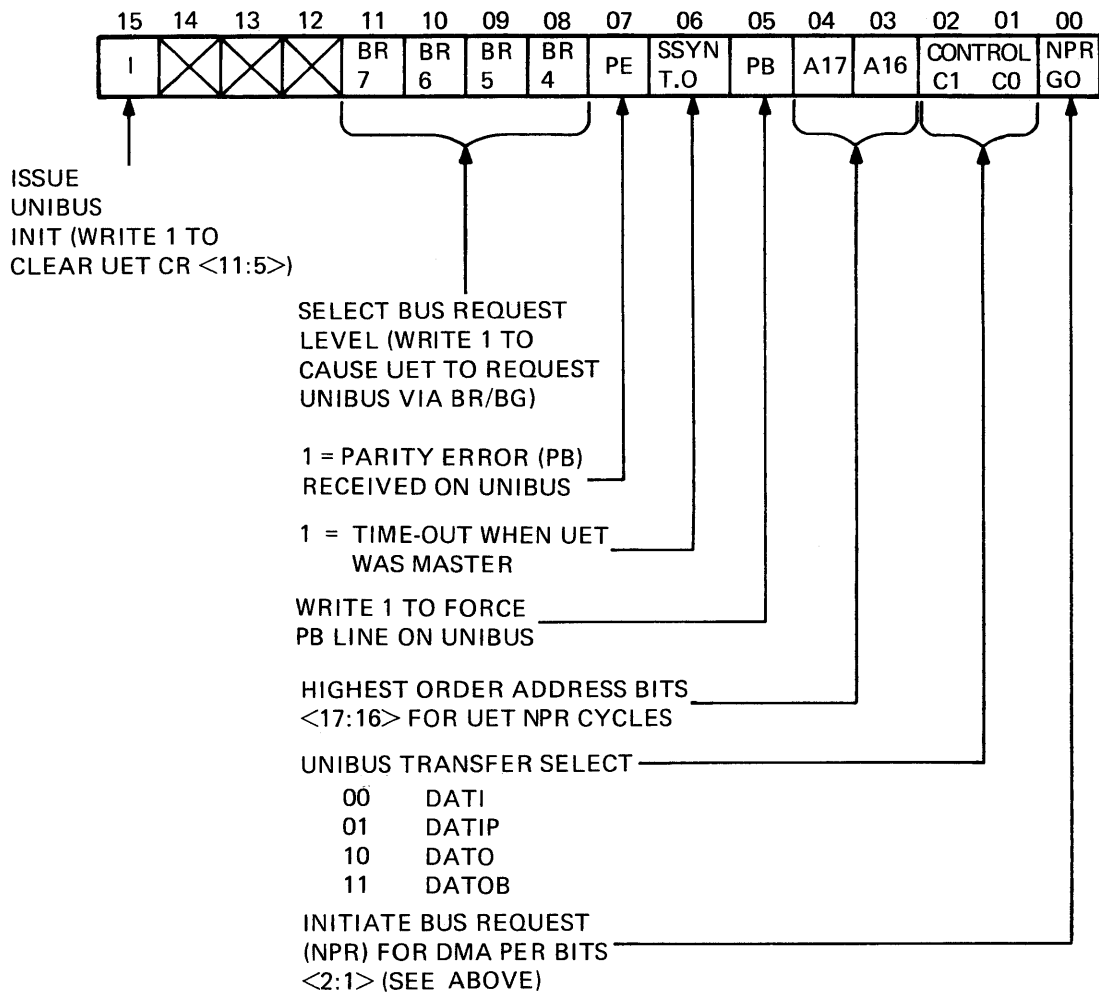 15 14 13 12 11 10 09 08 07 06 05 04 03 02 01 00
I BR 7 BR 6 BR 5 BR 4 PE SSYN T.O PB A17 A16 CONTROL C1 C0 NPR GO
ISSUE
UNIBUS
INIT (WRITE 1 TO
CLEAR UET CR <11:5>)
SELECT BUS REQUEST
LEVEL (WRITE 1 TO
CAUSE UET TO REQUEST
UNIBUS VIA BR/BG)
1 = PARITY ERROR (PB)
RECEIVED ON UNIBUS
1 = TIME-OUT WHEN UET
WAS MASTER
WRITE 1 TO FORCE
PB LINE ON UNIBUS
HIGHEST ORDER ADDRESS BITS
<17:16> FOR UET NPR CYCLES
UNIBUS TRANSFER SELECT
00 DATI
01 DATIP
10 DATO
11 DATOB
INITIATE BUS REQUEST
(NPR) FOR DMA PER BITS
<2:1> (SEE ABOVE)